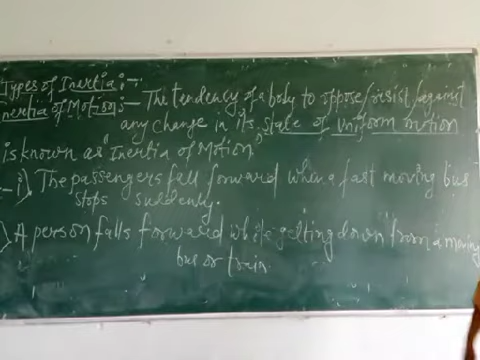 Types of Inertia :-
nertia of Motion :- The tendency of a body to oppose/resist/against
any change in its state of uniform motion
is known as "Inertia of Motion"
-i) The passengers fall forward when a fast moving bus
stops suddenly.
) A person falls forward while getting down from a moving
bus or train.